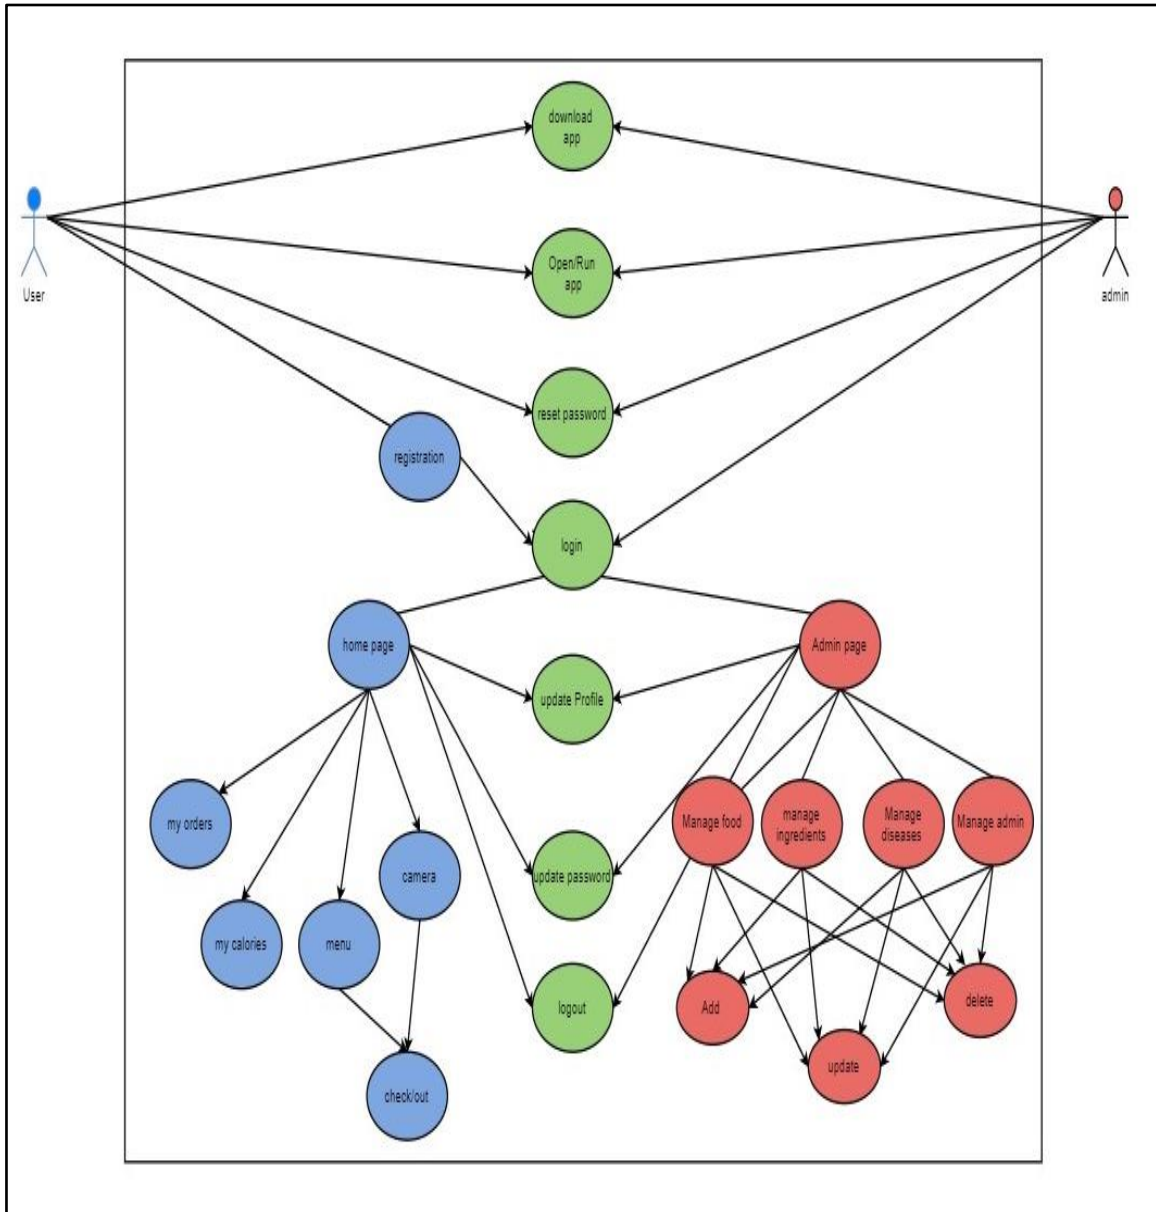 download
app
User
admin
Open/Run
app
reset password
registration
login
home page
Admin page
update Profile
my orders
Manage food
manage
ingredients
Manage
diseases
Manage admin
camera
update password
my calories
menu
logout
Add
delete
update
check/out